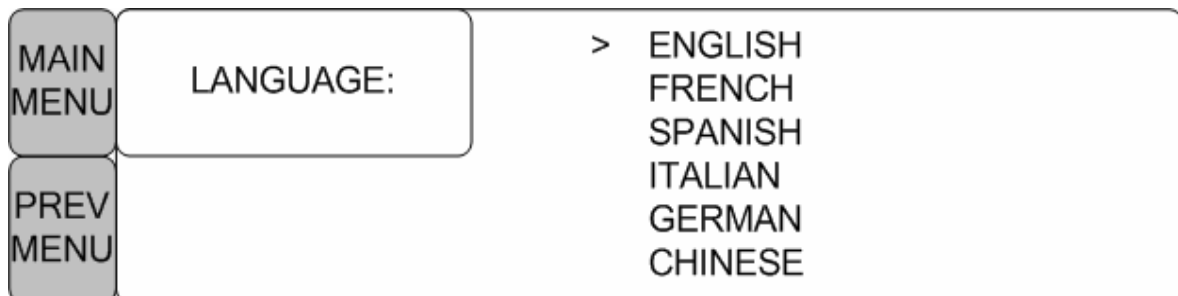 MAIN
MENU
LANGUAGE:
> ENGLISH
FRENCH
SPANISH
ITALIAN
GERMAN
CHINESE
PREV
MENU